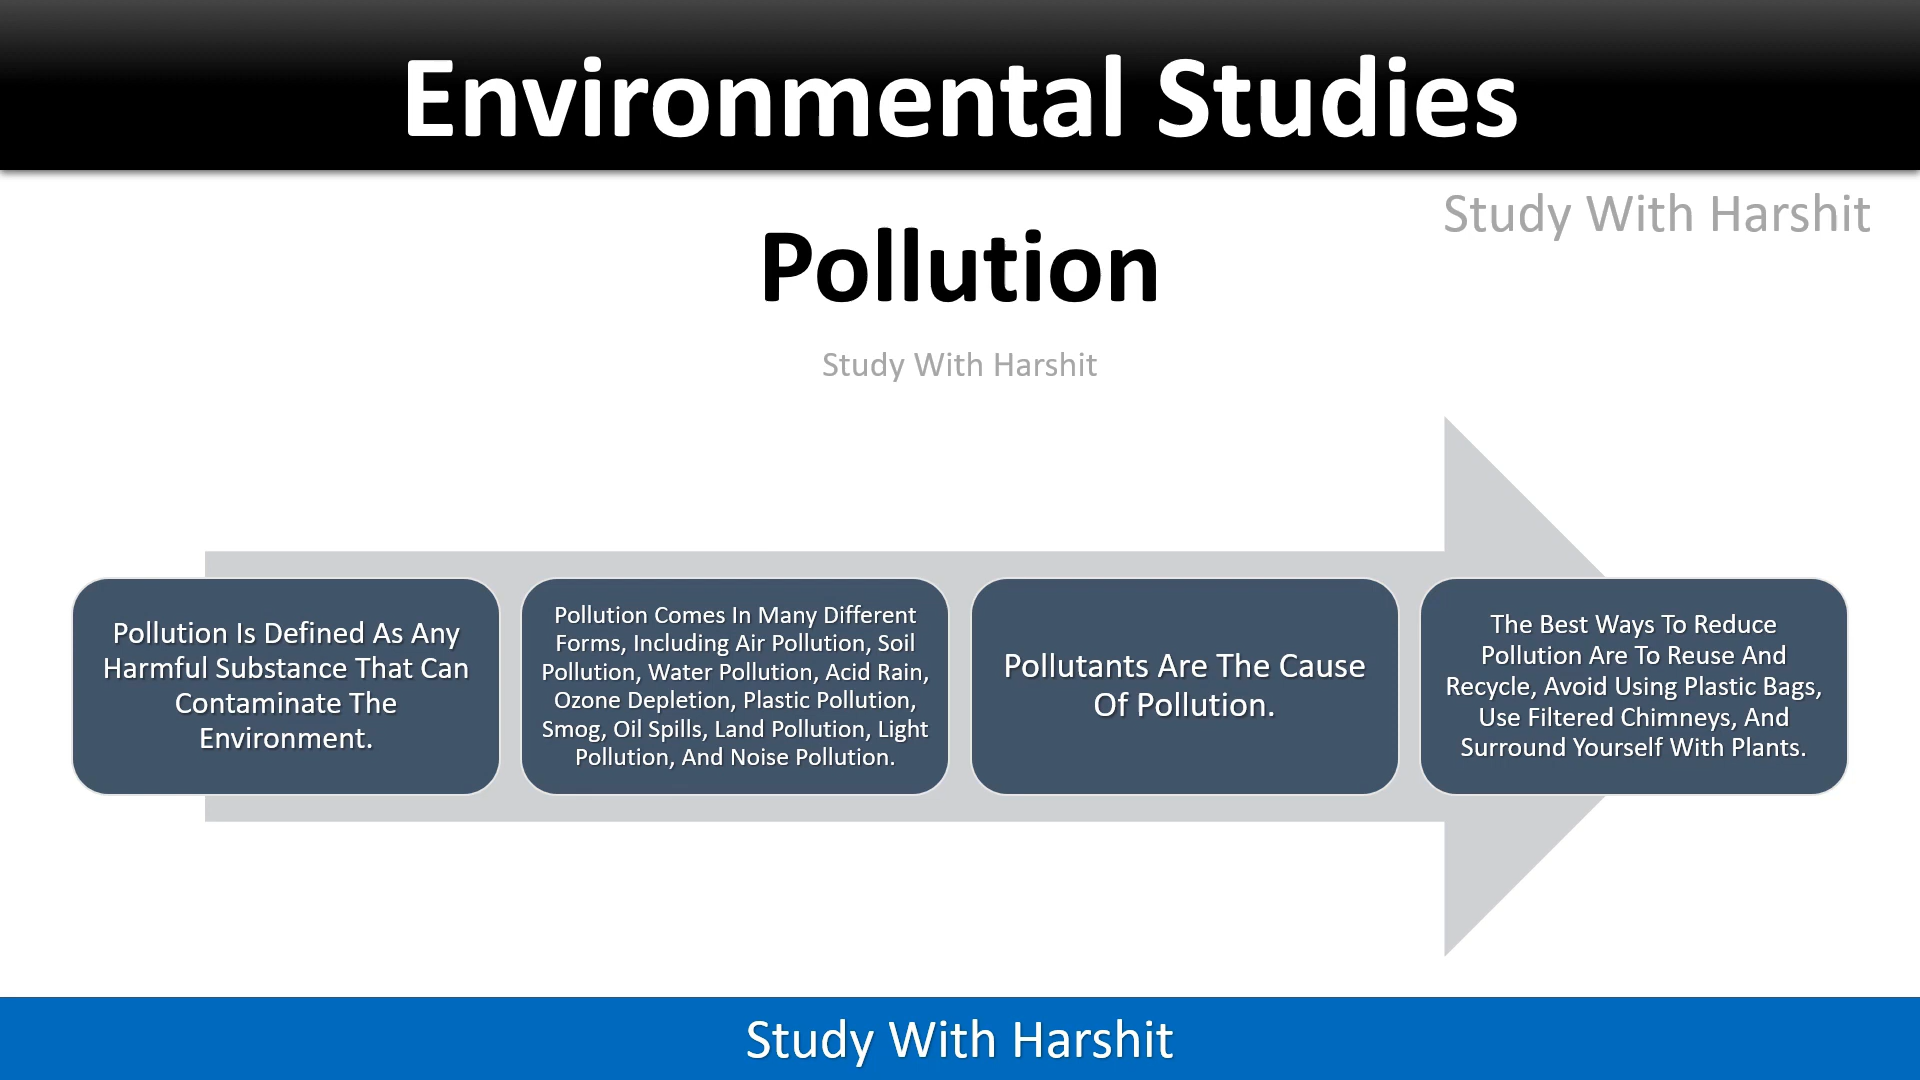 Environmental Studies
Study With Harshit
Pollution
Study With Harshit
Pollution Is Defined As Any
Harmful Substance That Can
Contaminate The
Environment.
Pollution Comes In Many Different
Forms, Including Air Pollution, Soil
Pollution, Water Pollution, Acid Rain,
Ozone Depletion, Plastic Pollution,
Smog, Oil Spills, Land Pollution, Light
Pollution, And Noise Pollution.
Pollutants Are The Cause
Of Pollution.
The Best Ways To Reduce
Pollution Are To Reuse And
Recycle, Avoid Using Plastic Bags,
Use Filtered Chimneys, And
Surround Yourself With Plants.
Study With Harshit